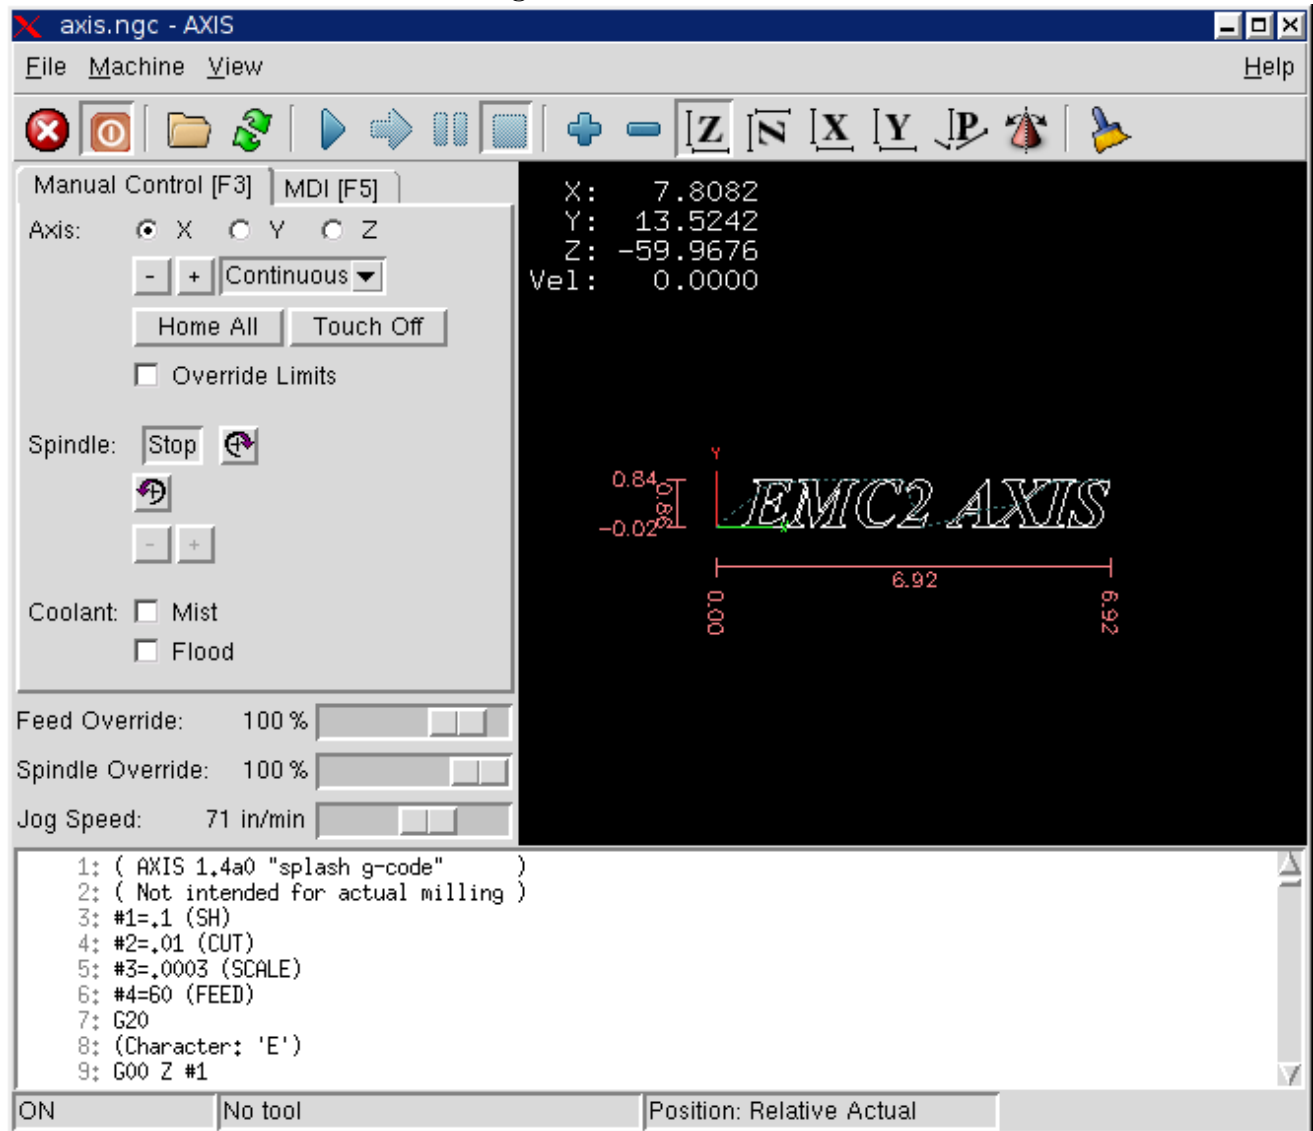 axis.ngc - AXIS
File Machine View Help
Z N X Y P
Manual Control [F3] MDI [F5]
Axis: X Y Z
- + Continuous
Home All Touch Off
Override Limits
Spindle: Stop
- +
Coolant: Mist
Flood
Feed Override: 100 %
Spindle Override: 100 %
Jog Speed: 71 in/min
X: 7.8082
Y: 13.5242
Z: -59.9676
Vel: 0.0000
Y
0.84
0.86
-0.02
EMC2 AXIS
X
6.92
0.00
6.92
1: ( AXIS 1.4a0 "splash g-code" )
2: ( Not intended for actual milling )
3: #1=.1 (SH)
4: #2=.01 (CUT)
5: #3=.0003 (SCALE)
6: #4=60 (FEED)
7: G20
8: (Character: 'E')
9: G00 Z #1
ON No tool Position: Relative Actual